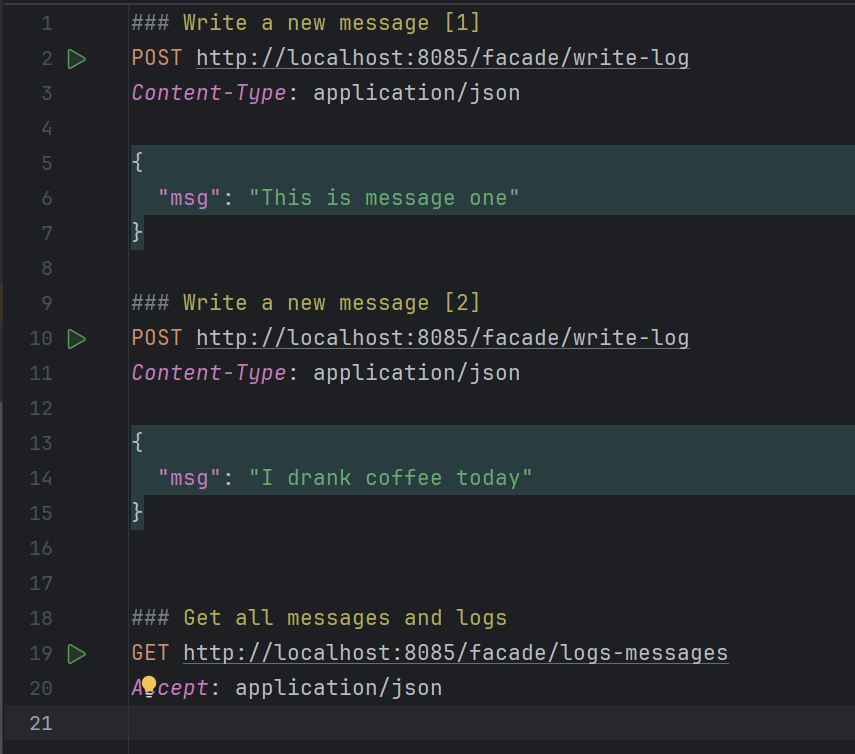 1 ### Write a new message [1]
2 POST http://localhost:8085/facade/write-log
3 Content-Type: application/json
4
5 {
6   "msg": "This is message one"
7 }
8
9 ### Write a new message [2]
10 POST http://localhost:8085/facade/write-log
11 Content-Type: application/json
12
13 {
14   "msg": "I drank coffee today"
15 }
16
17
18 ### Get all messages and logs
19 GET http://localhost:8085/facade/logs-messages
20 Accept: application/json
21